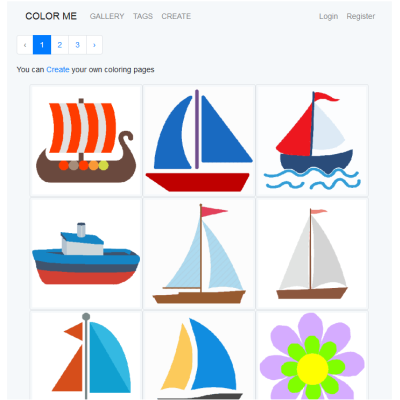 COLOR ME GALLERY TAGS CREATE Login Register
‹ 1 2 3 ›
You can Create your own coloring pages